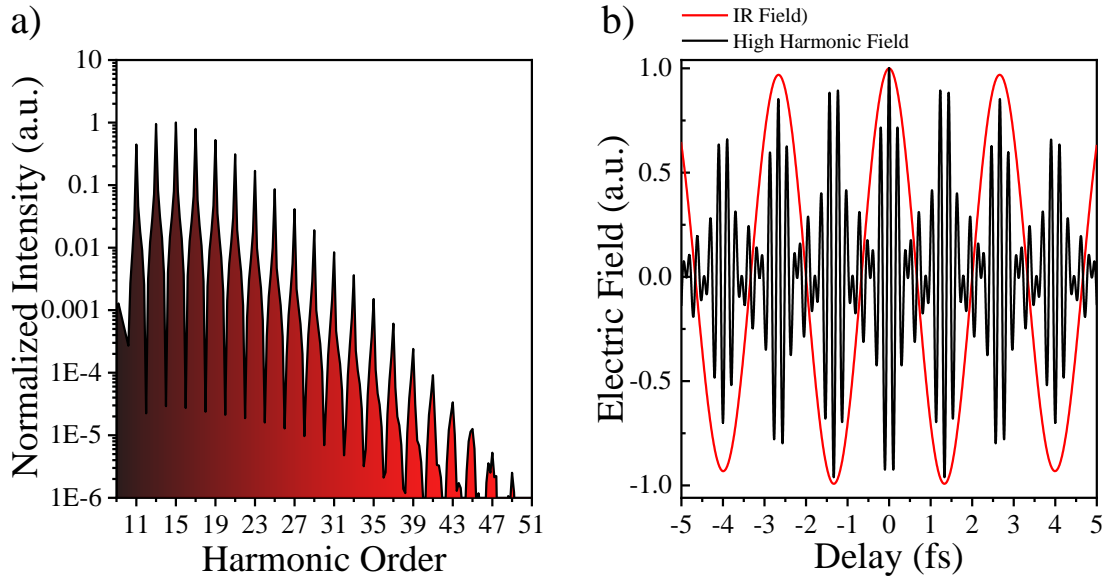 a)
Normalized Intensity (a.u.)
10
1
0.1
0.01
0.001
1E-4
1E-5
1E-6
11 15 19 23 27 31 35 39 43 47 51
Harmonic Order
b)
IR Field)
High Harmonic Field
Electric Field (a.u.)
1.0
0.5
0.0
-0.5
-1.0
-5 -4 -3 -2 -1 0 1 2 3 4 5
Delay (fs)